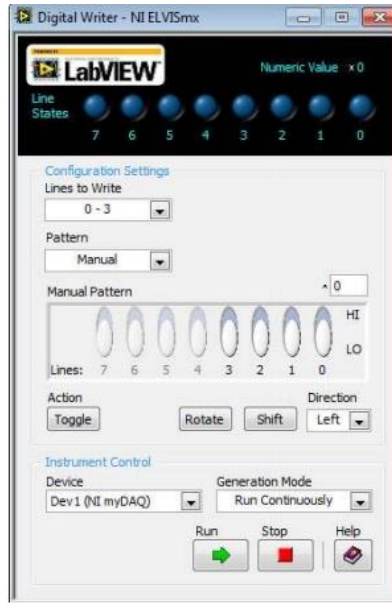 Digital Writer - NI ELVISmx
LabVIEW
Numeric Value x 0
Line
States
7 6 5 4 3 2 1 0
Configuration Settings
Lines to Write
0 - 3
Pattern
Manual
Manual Pattern
0
HI
LO
Lines: 7 6 5 4 3 2 1 0
Action
Direction
Toggle
Rotate
Shift
Left
Instrument Control
Device
Generation Mode
Dev1 (NI myDAQ)
Run Continuously
Run
Stop
Help